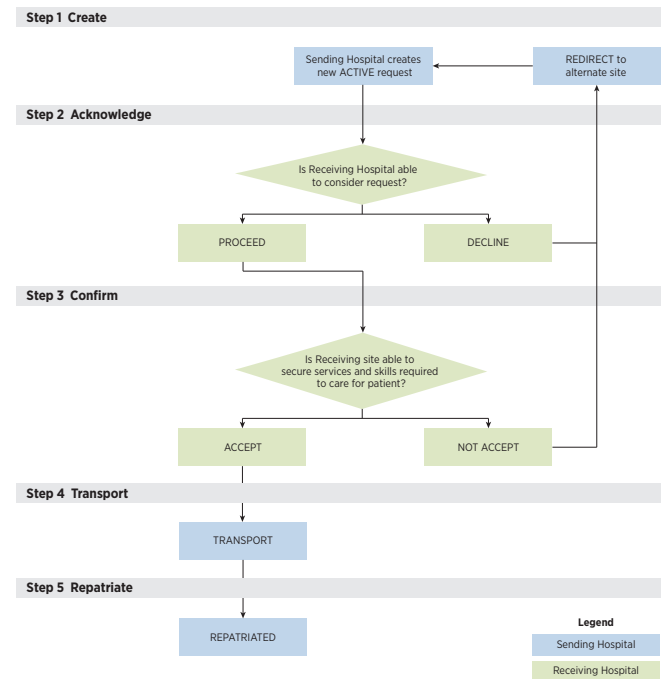 Step 1 Create
Sending Hospital creates
new ACTIVE request
REDIRECT to
alternate site
Step 2 Acknowledge
Is Receiving Hospital able
to consider request?
PROCEED
DECLINE
Step 3 Confirm
Is Receiving site able to
secure services and skills required
to care for patient?
ACCEPT
NOT ACCEPT
Step 4 Transport
TRANSPORT
Step 5 Repatriate
REPATRIATED
Legend
Sending Hospital
Receiving Hospital